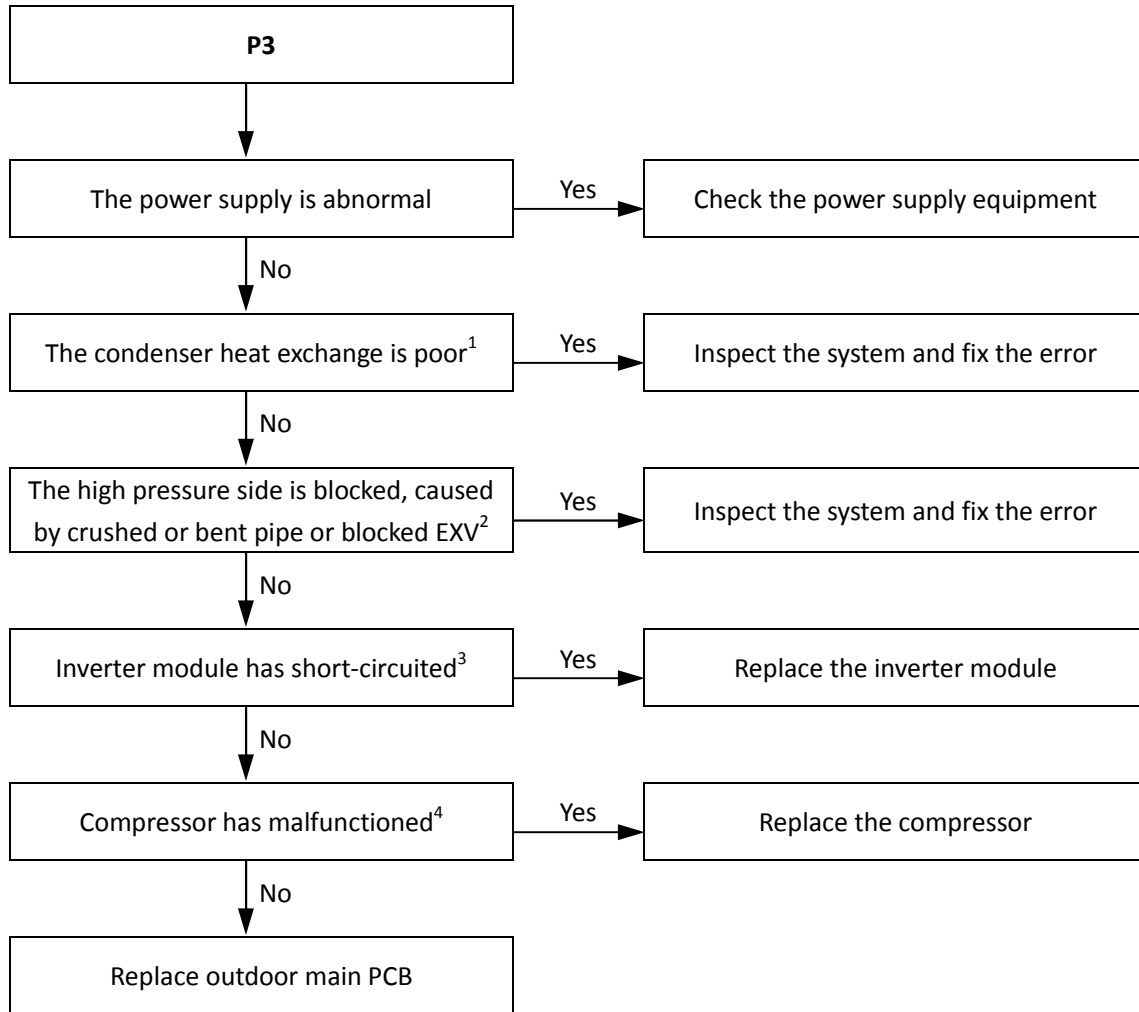 P3
The power supply is abnormal
Yes
Check the power supply equipment
No
The condenser heat exchange is poor¹
Yes
Inspect the system and fix the error
No
The high pressure side is blocked, caused
by crushed or bent pipe or blocked EXV²
Yes
Inspect the system and fix the error
No
Inverter module has short-circuited³
Yes
Replace the inverter module
No
Compressor has malfunctioned⁴
Yes
Replace the compressor
No
Replace outdoor main PCB